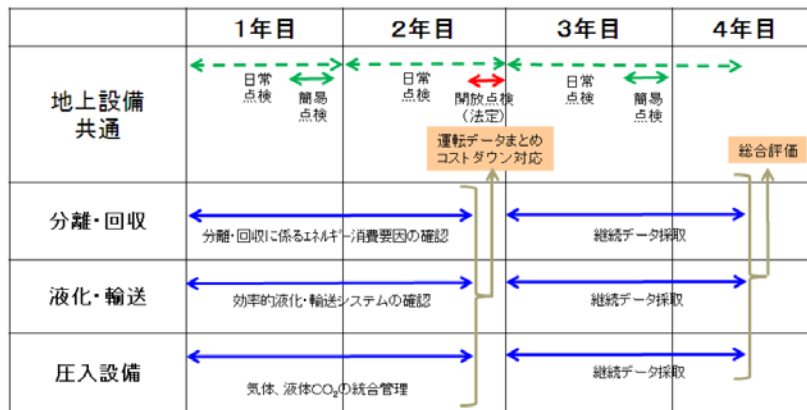 1年目 2年目 3年目 4年目
地上設備
共通
日常
点検
簡易
点検
日常
点検
開放点検
(法定)
日常
点検
簡易
点検
運転データまとめ
コストダウン対応
総合評価
分離・回収
分離・回収に係るエネルギー消費要因の確認
継続データ採取
液化・輸送
効率的液化・輸送システムの確認
継続データ採取
圧入設備
気体、液体CO₂の統合管理
継続データ採取